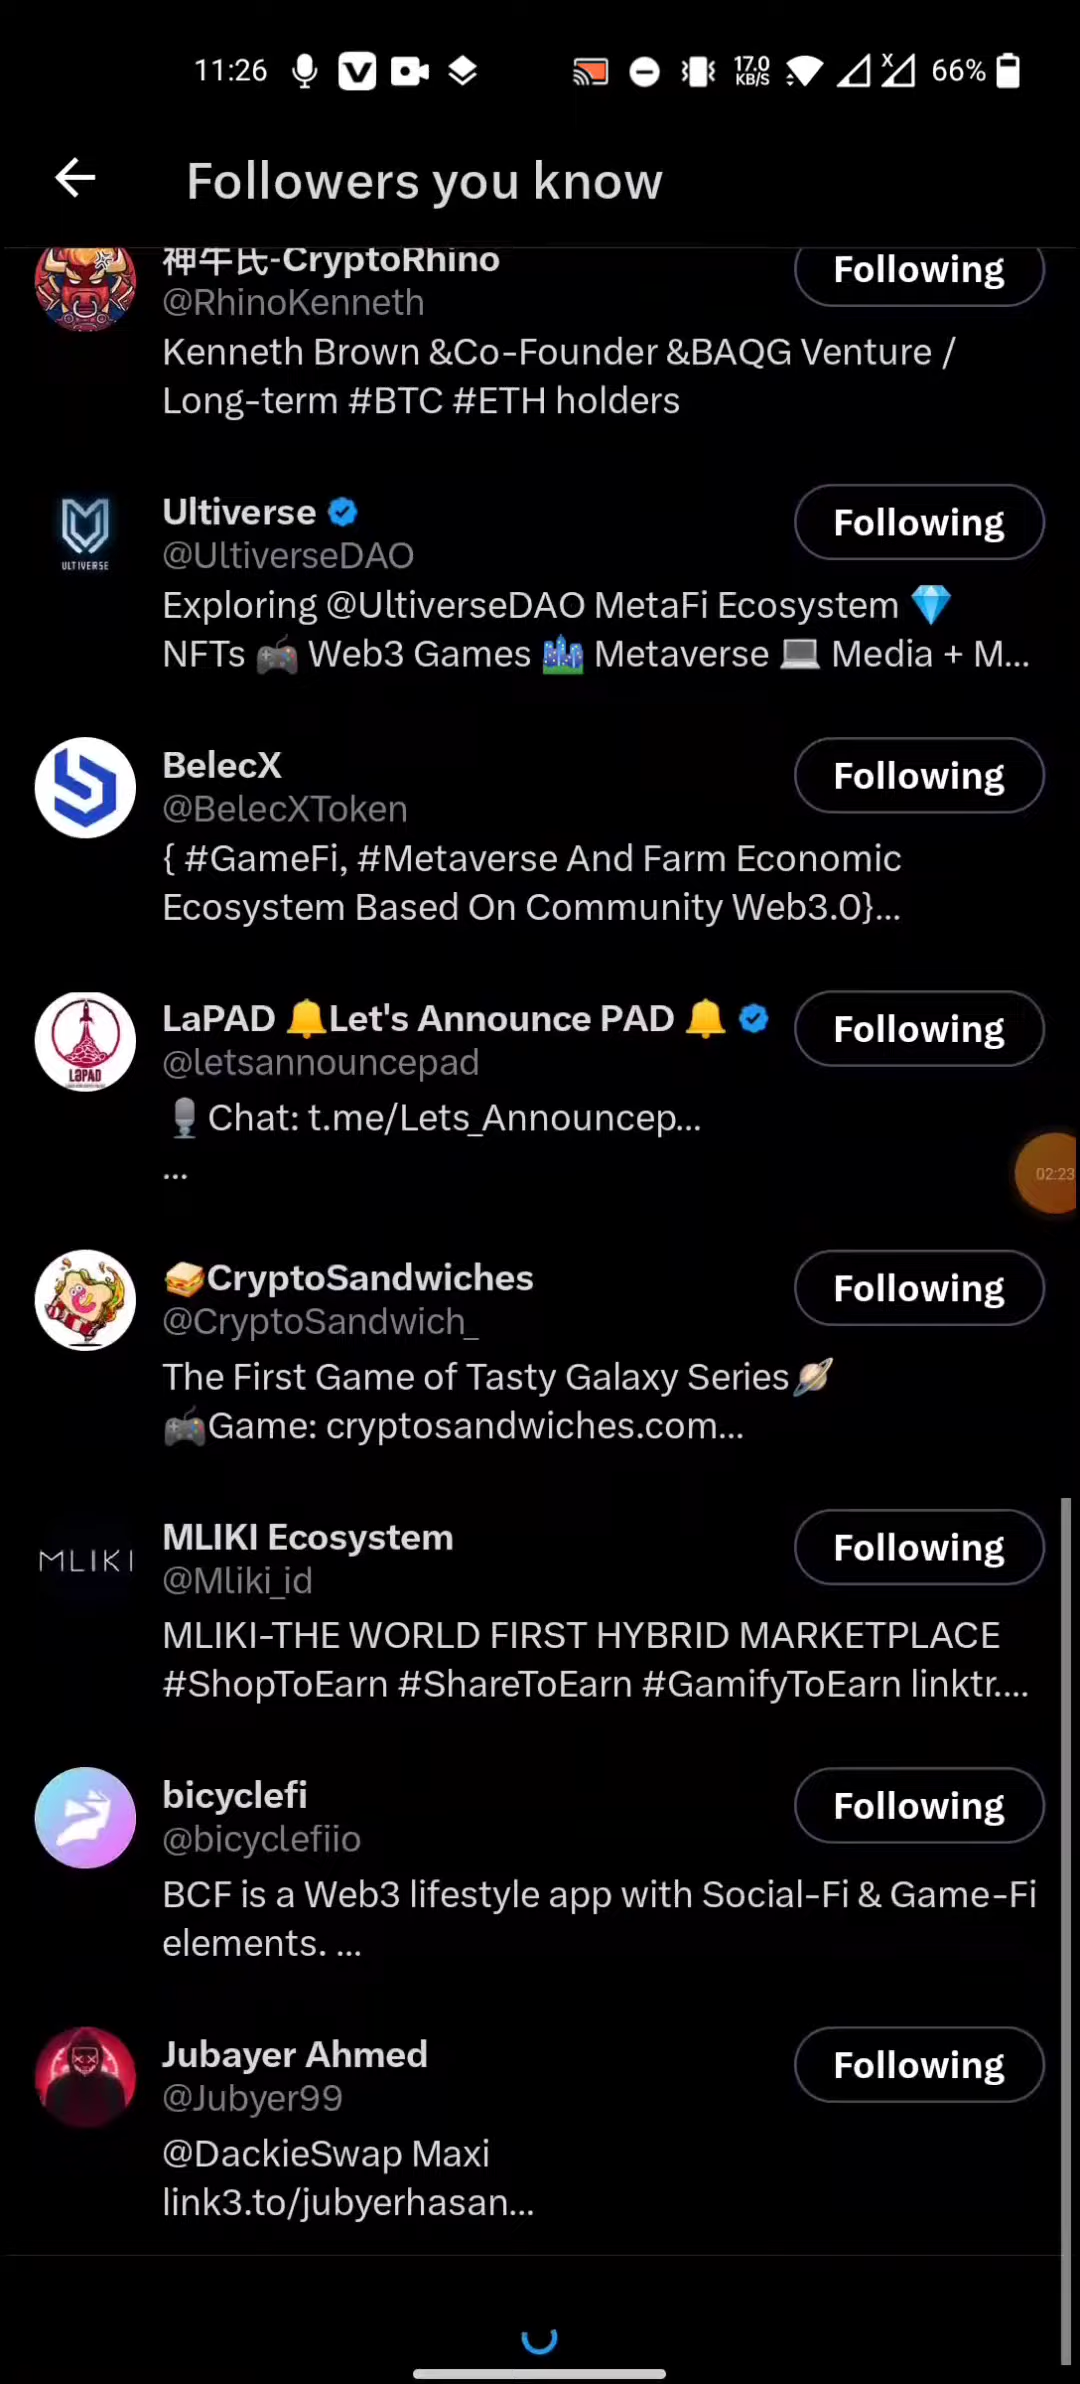 11:26
17.0
KB/S
66%
Followers you know
神牛氏-CryptoRhino
Following
@RhinoKenneth
Kenneth Brown &Co-Founder &BAQG Venture /
Long-term #BTC #ETH holders
Ultiverse
Following
@UltiverseDAO
ULTIVERSE
Exploring @UltiverseDAO MetaFi Ecosystem 💎
NFTs 🎮 Web3 Games 🏙️ Metaverse 💻 Media + M...
BelecX
Following
@BelecXToken
{ #GameFi, #Metaverse And Farm Economic
Ecosystem Based On Community Web3.0}...
LaPAD 🔔Let's Announce PAD 🔔
Following
@letsannouncepad
LaPAD
🎙️Chat: t.me/Lets_Announcep...
...
02:23
🥪CryptoSandwiches
Following
@CryptoSandwich_
The First Game of Tasty Galaxy Series🪐
🎮Game: cryptosandwiches.com...
MLIKI Ecosystem
Following
MLIKI
@Mliki_id
MLIKI-THE WORLD FIRST HYBRID MARKETPLACE
#ShopToEarn #ShareToEarn #GamifyToEarn linktr....
bicyclefi
Following
@bicyclefiio
BCF is a Web3 lifestyle app with Social-Fi & Game-Fi
elements. ...
Jubayer Ahmed
Following
@Jubyer99
@DackieSwap Maxi
link3.to/jubyerhasan...